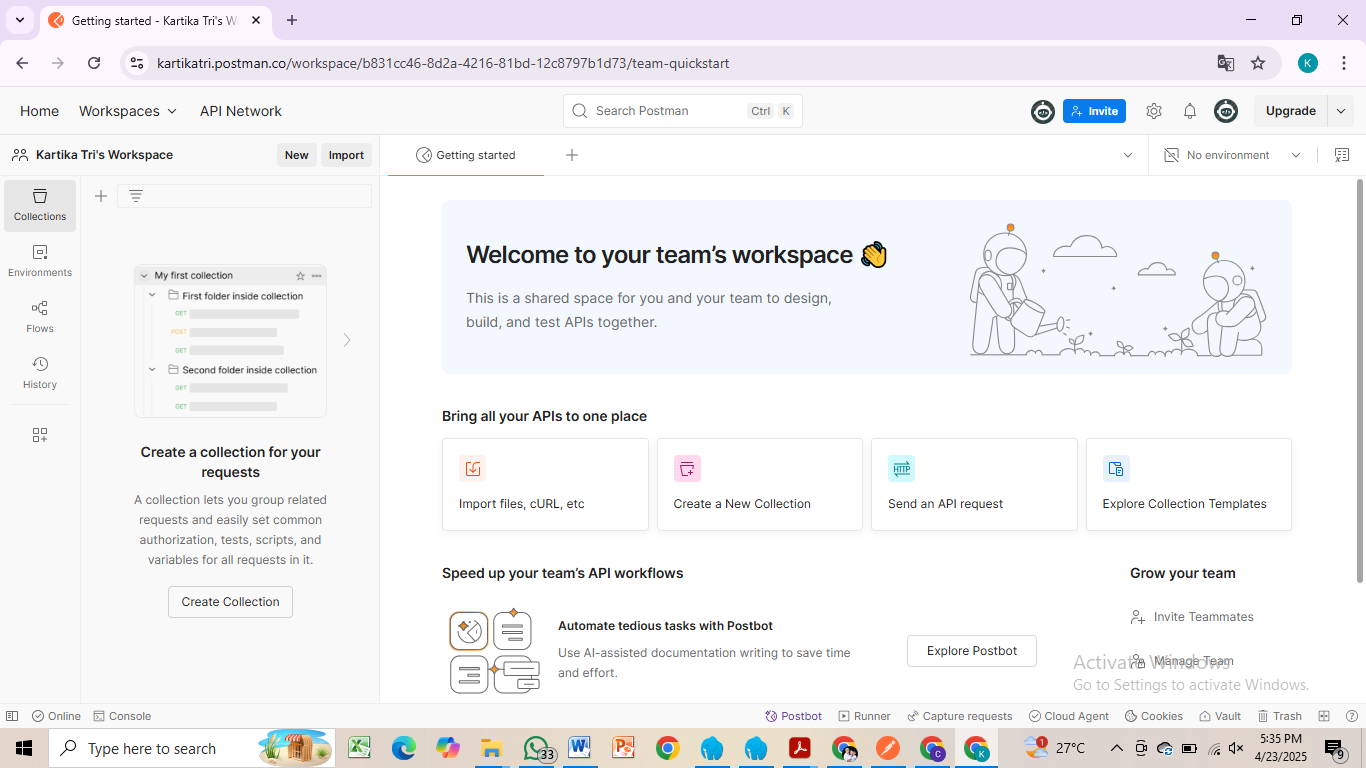 Getting started - Kartika Tri's W
kartikatri.postman.co/workspace/b831cc46-8d2a-4216-81bd-12c8797b1d73/team-quickstart
K
Home
Workspaces
API Network
Search Postman
Ctrl
K
Invite
Upgrade
Kartika Tri's Workspace
New
Import
Getting started
No environment
Collections
Environments
Flows
History
My first collection
First folder inside collection
GET
POST
GET
Second folder inside collection
GET
GET
Create a collection for your
requests
A collection lets you group related
requests and easily set common
authorization, tests, scripts, and
variables for all requests in it.
Create Collection
Welcome to your team's workspace 👋
This is a shared space for you and your team to design,
build, and test APIs together.
Bring all your APIs to one place
Import files, cURL, etc
Create a New Collection
HTTP
Send an API request
Explore Collection Templates
Speed up your team's API workflows
Automate tedious tasks with Postbot
Use AI-assisted documentation writing to save time
and effort.
Explore Postbot
Grow your team
Invite Teammates
Manage Team
Activate Windows
Go to Settings to activate Windows.
Online
Console
Postbot
Runner
Capture requests
Cloud Agent
Cookies
Vault
Trash
Type here to search
33
C
K
1
27°C
5:35 PM
4/23/2025
9